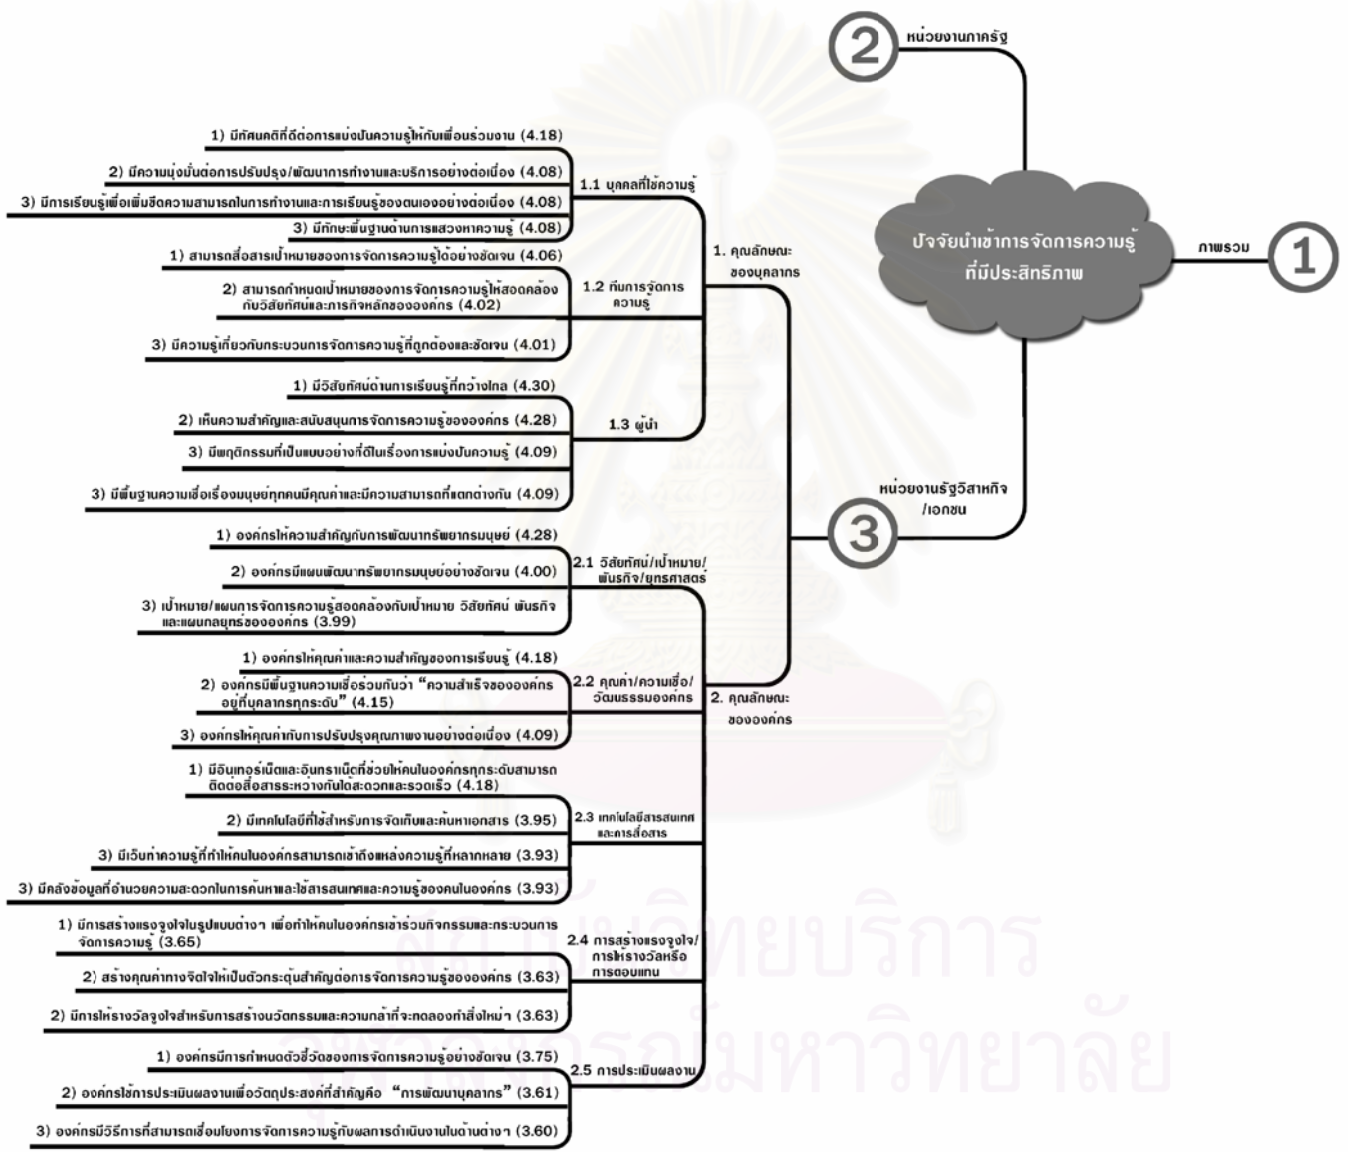 2
หน่วยงานภาครัฐ
ปัจจัยนำเข้าการจัดการความรู้
ที่มีประสิทธิภาพ
ภาพรวม
1
หน่วยงานรัฐวิสาหกิจ
/เอกชน
3
1. คุณลักษณะ
ของบุคลากร
1.1 บุคคลที่ใช้ความรู้
1) มีทัศนคติที่ดีต่อการแบ่งปันความรู้ให้กับเพื่อนร่วมงาน (4.18)
2) มีความมุ่งมั่นต่อการปรับปรุง/พัฒนาการทำงานและบริการอย่างต่อเนื่อง (4.08)
3) มีการเรียนรู้เพื่อเพิ่มขีดความสามารถในการทำงานและการเรียนรู้ของตนเองอย่างต่อเนื่อง (4.08)
3) มีทักษะพื้นฐานด้านการแสวงหาความรู้ (4.08)
1.2 ทีมการจัดการ
ความรู้
1) สามารถสื่อสารเป้าหมายของการจัดการความรู้ได้อย่างชัดเจน (4.06)
2) สามารถกำหนดเป้าหมายของการจัดการความรู้ให้สอดคล้อง
กับวิสัยทัศน์และภารกิจหลักขององค์กร (4.02)
3) มีความรู้เกี่ยวกับกระบวนการจัดการความรู้ที่ถูกต้องและชัดเจน (4.01)
1.3 ผู้นำ
1) มีวิสัยทัศน์ด้านการเรียนรู้ที่กว้างไกล (4.30)
2) เห็นความสำคัญและสนับสนุนการจัดการความรู้ขององค์กร (4.28)
3) มีพฤติกรรมที่เป็นแบบอย่างที่ดีในเรื่องการแบ่งปันความรู้ (4.09)
3) มีพื้นฐานความเชื่อเรื่องมนุษย์ทุกคนมีคุณค่าและมีความสามารถที่แตกต่างกัน (4.09)
2. คุณลักษณะ
ขององค์กร
2.1 วิสัยทัศน์/เป้าหมาย/
พันธกิจ/ยุทธศาสตร์
1) องค์กรให้ความสำคัญกับการพัฒนาทรัพยากรมนุษย์ (4.28)
2) องค์กรมีแผนพัฒนาทรัพยากรมนุษย์อย่างชัดเจน (4.00)
3) เป้าหมาย/แผนการจัดการความรู้สอดคล้องกับเป้าหมาย วิสัยทัศน์ พันธกิจ
และแผนกลยุทธ์ขององค์กร (3.99)
2.2 คุณค่า/ความเชื่อ/
วัฒนธรรมองค์กร
1) องค์กรให้คุณค่าและความสำคัญของการเรียนรู้ (4.18)
2) องค์กรมีพื้นฐานความเชื่อร่วมกันว่า “ความสำเร็จขององค์กร
อยู่ที่บุคลากรทุกระดับ” (4.15)
3) องค์กรให้คุณค่ากับการปรับปรุงคุณภาพงานอย่างต่อเนื่อง (4.09)
2.3 เทคโนโลยีสารสนเทศ
และการสื่อสาร
1) มีอินเทอร์เน็ตและอินทราเน็ตที่ช่วยให้คนในองค์กรทุกระดับสามารถ
ติดต่อสื่อสารระหว่างกันได้สะดวกและรวดเร็ว (4.18)
2) มีเทคโนโลยีที่ใช้สำหรับการจัดเก็บและค้นหาเอกสาร (3.95)
3) มีเว็บท่าความรู้ที่ทำให้คนในองค์กรสามารถเข้าถึงแหล่งความรู้ที่หลากหลาย (3.93)
3) มีคลังข้อมูลที่อำนวยความสะดวกในการค้นหาและใช้สารสนเทศและความรู้ของคนในองค์กร (3.93)
2.4 การสร้างแรงจูงใจ/
การให้รางวัลหรือ
การตอบแทน
1) มีการสร้างแรงจูงใจในรูปแบบต่างๆ เพื่อทำให้คนในองค์กรเข้าร่วมกิจกรรมและกระบวนการ
จัดการความรู้ (3.65)
2) สร้างคุณค่าทางจิตใจให้เป็นตัวกระตุ้นสำคัญต่อการจัดการความรู้ขององค์กร (3.63)
2) มีการให้รางวัลจูงใจสำหรับการสร้างนวัตกรรมและความกล้าที่จะทดลองทำสิ่งใหม่ๆ (3.63)
2.5 การประเมินผลงาน
1) องค์กรมีการกำหนดตัวชี้วัดของการจัดการความรู้อย่างชัดเจน (3.75)
2) องค์กรใช้การประเมินผลงานเพื่อวัตถุประสงค์ที่สำคัญคือ “การพัฒนาบุคลากร” (3.61)
3) องค์กรมีวิธีการที่สามารถเชื่อมโยงการจัดการความรู้กับผลการดำเนินงานในด้านต่างๆ (3.60)
สถาบันวิทยบริการ
จุฬาลงกรณ์มหาวิทยาลัย